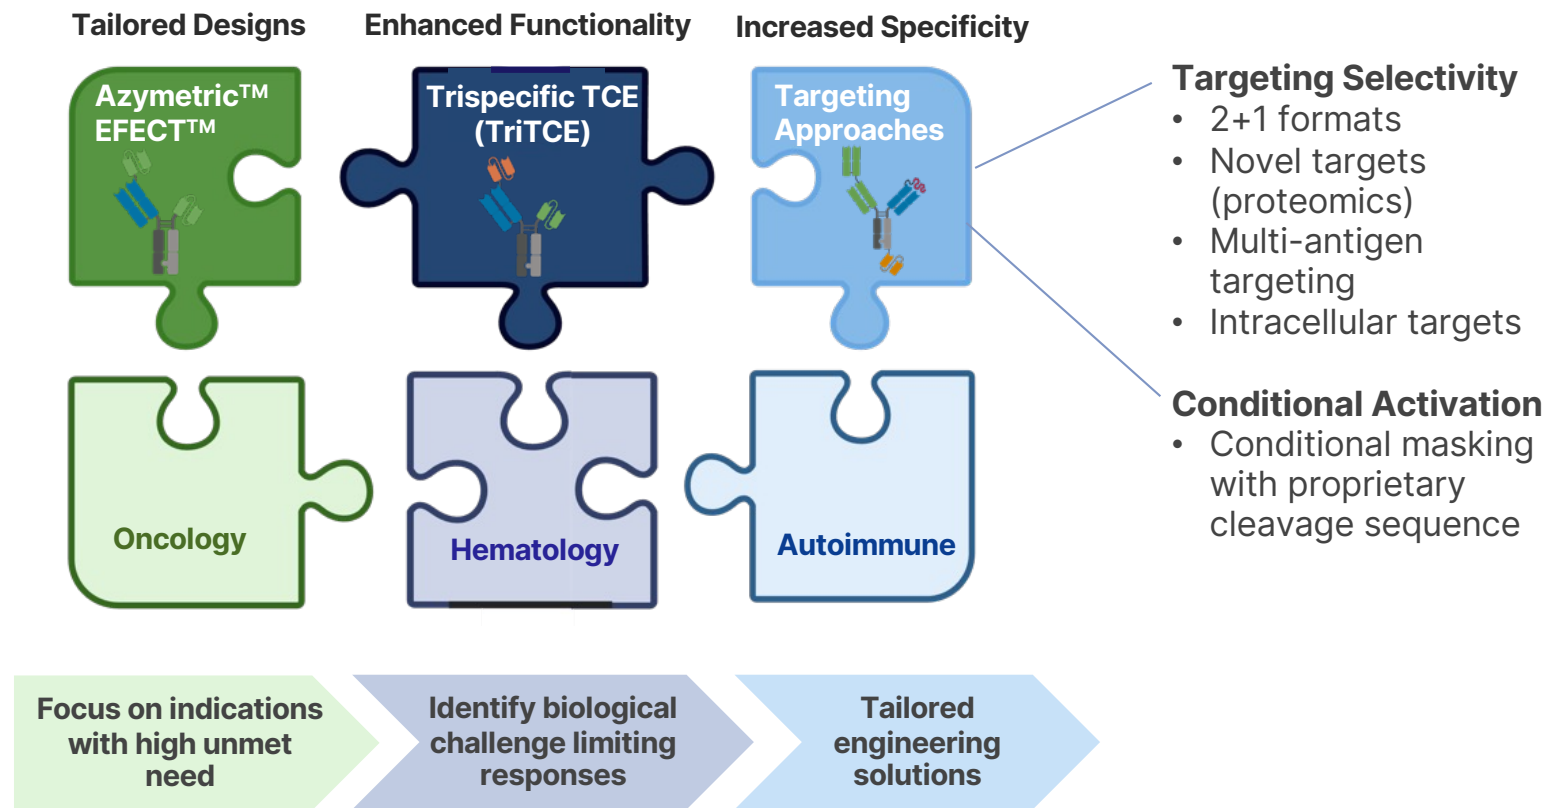 Tailored Designs
Enhanced Functionality
Increased Specificity
Azymetric™
EFECT™
Trispecific TCE
(TriTCE)
Targeting
Approaches
Targeting Selectivity
• 2+1 formats
• Novel targets
(proteomics)
• Multi-antigen
targeting
• Intracellular targets
Conditional Activation
• Conditional masking
with proprietary
cleavage sequence
Oncology
Hematology
Autoimmune
Focus on indications
with high unmet
need
Identify biological
challenge limiting
responses
Tailored
engineering
solutions